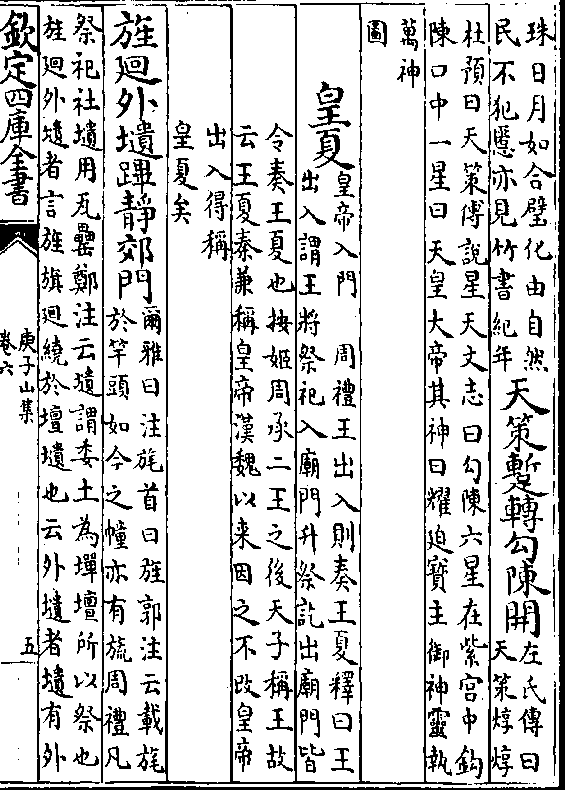 珠日月如合璧化由自然
民不犯慝亦見竹書紀年
天策蹔轉勾陳開
左氏傳曰
天策焞焞
杜預曰天策傅說星天文志曰勾陳六星在紫宫中鈎
陳口中一星曰天皇大帝其神曰耀迫寳主御神靈執
萬神
圖
皇夏
皇帝入門 周禮王出入則奏王夏釋曰王
出入謂王將祭祀入廟門升祭訖出廟門皆
令奏王夏也按姬周承二王之後天子稱王故
云王夏秦兼稱皇帝漢魏以来因之不改皇帝
出入得稱
皇夏矣
旌廻外壝蹕靜郊門
爾雅曰注旄首曰旌郭注云載旄
於竿頭如今之幢亦有旒周禮凡
祭祀社壝用瓦罍鄭注云壝謂委土為墠壇所以祭也
旌廻外壝者言旌旗廻繞於壇壝也云外壝者壝有外
欽定四庫全書
庾子山集
卷六
五